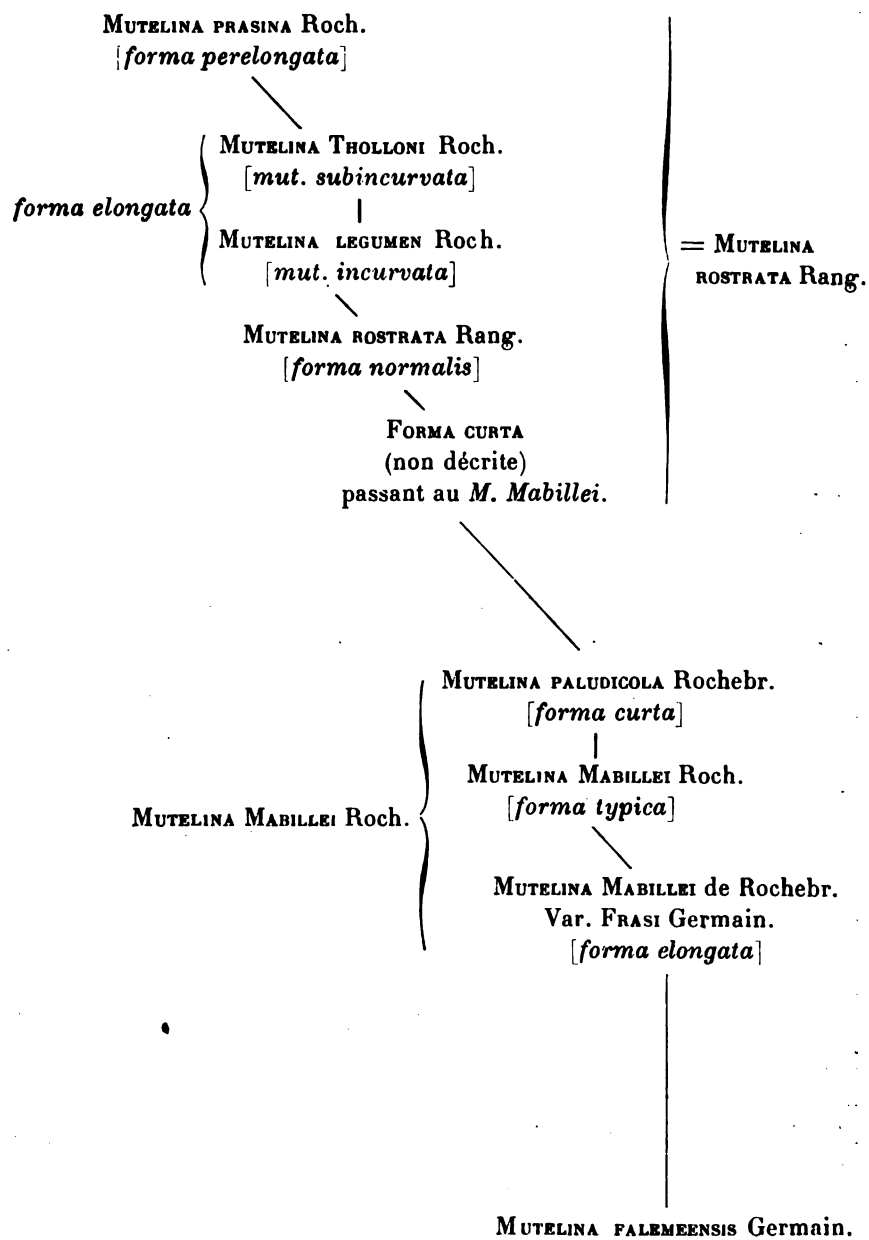 MUTELINA PRASINA Roch.
[forma perelongata]
MUTELINA THOLLONI Roch.
[mut. subincurvata]
forma elongata
MUTELINA LEGUMEN Roch.
[mut. incurvata]
= MUTELINA
ROSTRATA Rang.
MUTELINA ROSTRATA Rang.
[forma normalis]
FORMA CURTA
(non décrite)
passant au M. Mabillei.
MUTELINA PALUDICOLA Rochebr.
[forma curta]
MUTELINA MABILLEI Roch.
[forma typica]
MUTELINA MABILLEI Roch.
MUTELINA MABILLEI de Rochebr.
Var. FRASI Germain.
[forma elongata]
MUTELINA FALEMEENSIS Germain.